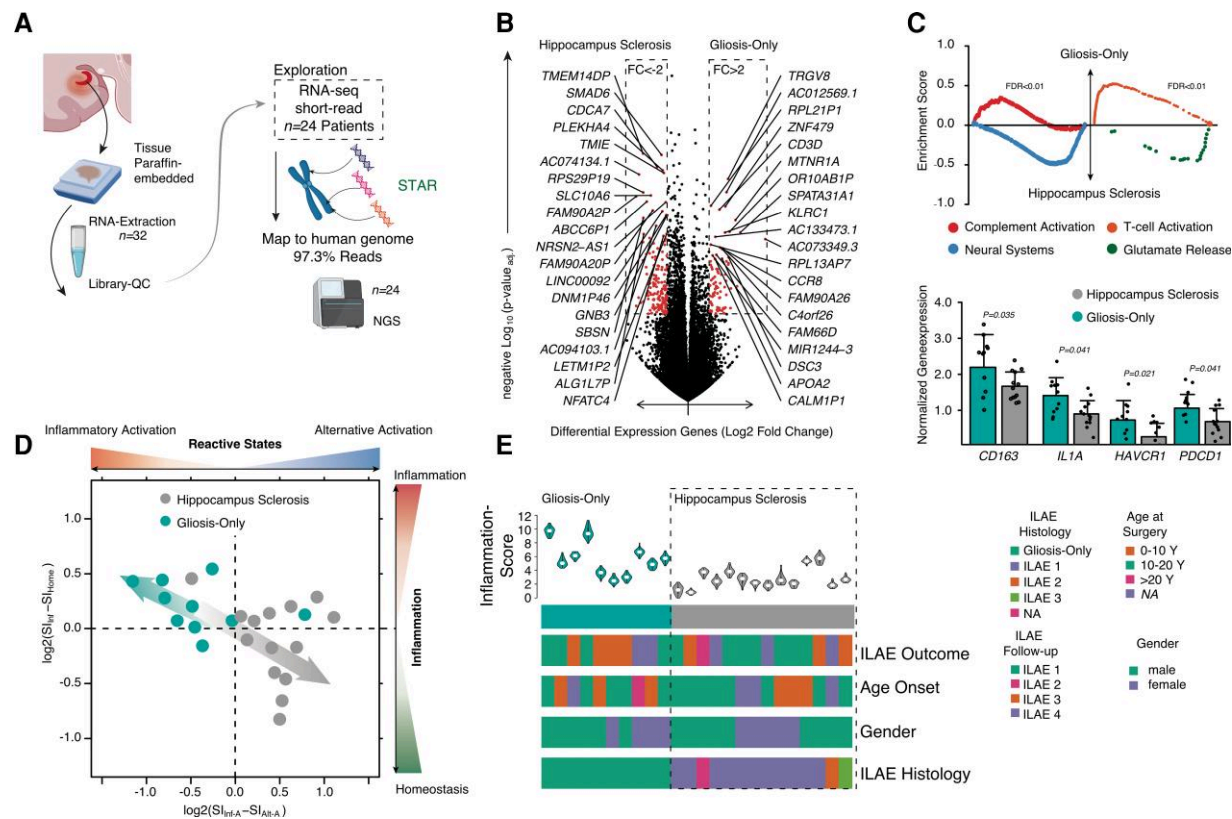 A
Tissue
Paraffin-
embedded
RNA-Extraction
n=32
Library-QC
Exploration
RNA-seq
short-read
n=24 Patients
STAR
Map to human genome
97.3% Reads
n=24
NGS
B
Hippocampus Sclerosis
Gliosis-Only
FC<-2
FC>2
negative Log10 (p-value adj.)
TMEM14DP
SMAD6
CDCA7
PLEKHA4
TMIE
AC074134.1
RPS29P19
SLC10A6
FAM90A2P
ABCC6P1
NRSN2-AS1
FAM90A20P
LINC00092
DNM1P46
GNB3
SBSN
AC094103.1
LETM1P2
ALG1L7P
NFATC4
TRGV8
AC012569.1
RPL21P1
ZNF479
CD3D
MTNR1A
OR10AB1P
SPATA31A1
KLRC1
AC133473.1
AC073349.3
RPL13AP7
CCR8
FAM90A26
C4orf26
FAM66D
MIR1244-3
DSC3
APOA2
CALM1P1
Differential Expression Genes (Log2 Fold Change)
C
Enrichment Score
1.0
0.5
0.0
0.5
1.0
Gliosis-Only
FDR<0.01
FDR<0.01
Hippocampus Sclerosis
Complement Activation
T-cell Activation
Neural Systems
Glutamate Release
Normalized Geneexpression
4.0
3.0
2.0
1.0
Hippocampus Sclerosis
Gliosis-Only
P=0.035
P=0.041
P=0.021
P=0.041
CD163
IL1A
HAVCR1
PDCD1
D
Inflammatory Activation
Reactive States
Alternative Activation
Hippocampus Sclerosis
Gliosis-Only
log2(SIInf-SIHome)
1.0
0.5
0.0
-0.5
-1.0
-1.0
-0.5
0.0
0.5
1.0
log2(SIInf-A-SIAlt-A)
Inflammation
Inflammation
Homeostasis
E
Gliosis-Only
Hippocampus Sclerosis
Inflammation-
Score
12
10
8
6
4
2
0
ILAE Outcome
Age Onset
Gender
ILAE Histology
ILAE
Histology
Gliosis-Only
ILAE 1
ILAE 2
ILAE 3
NA
Age at
Surgery
0-10 Y
10-20 Y
>20 Y
NA
ILAE
Follow-up
ILAE 1
ILAE 2
ILAE 3
ILAE 4
Gender
male
female